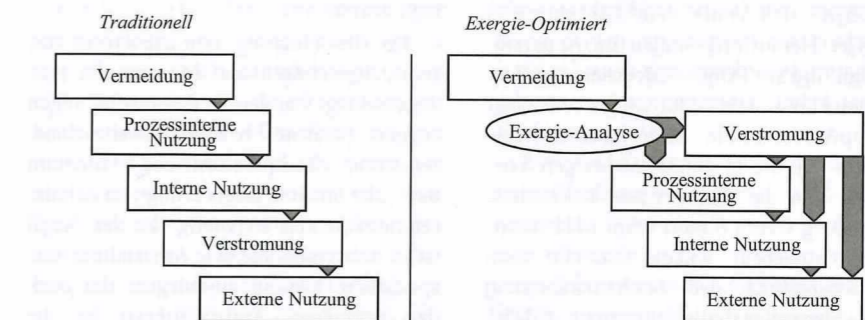 Traditionell
Vermeidung
Prozessinterne
Nutzung
Interne Nutzung
Verstromung
Externe Nutzung
Exergie-Optimiert
Vermeidung
Exergie-Analyse
Verstromung
Prozessinterne
Nutzung
Interne Nutzung
Externe Nutzung